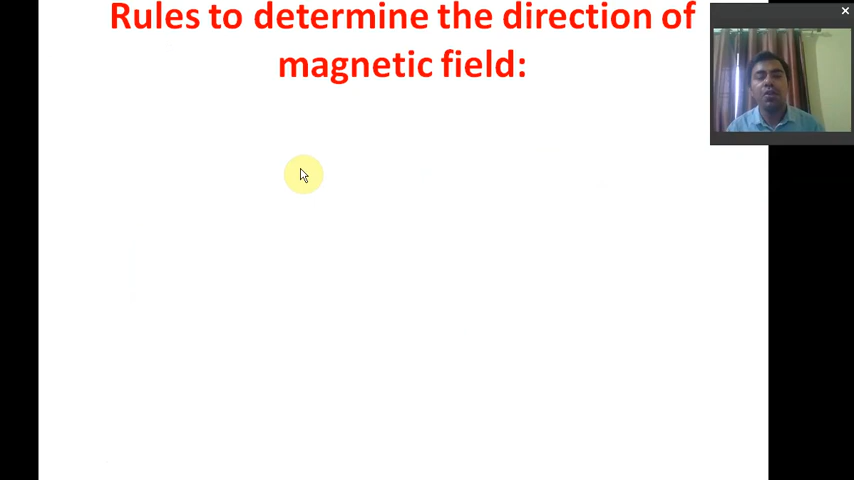 Rules to determine the direction of
magnetic field: